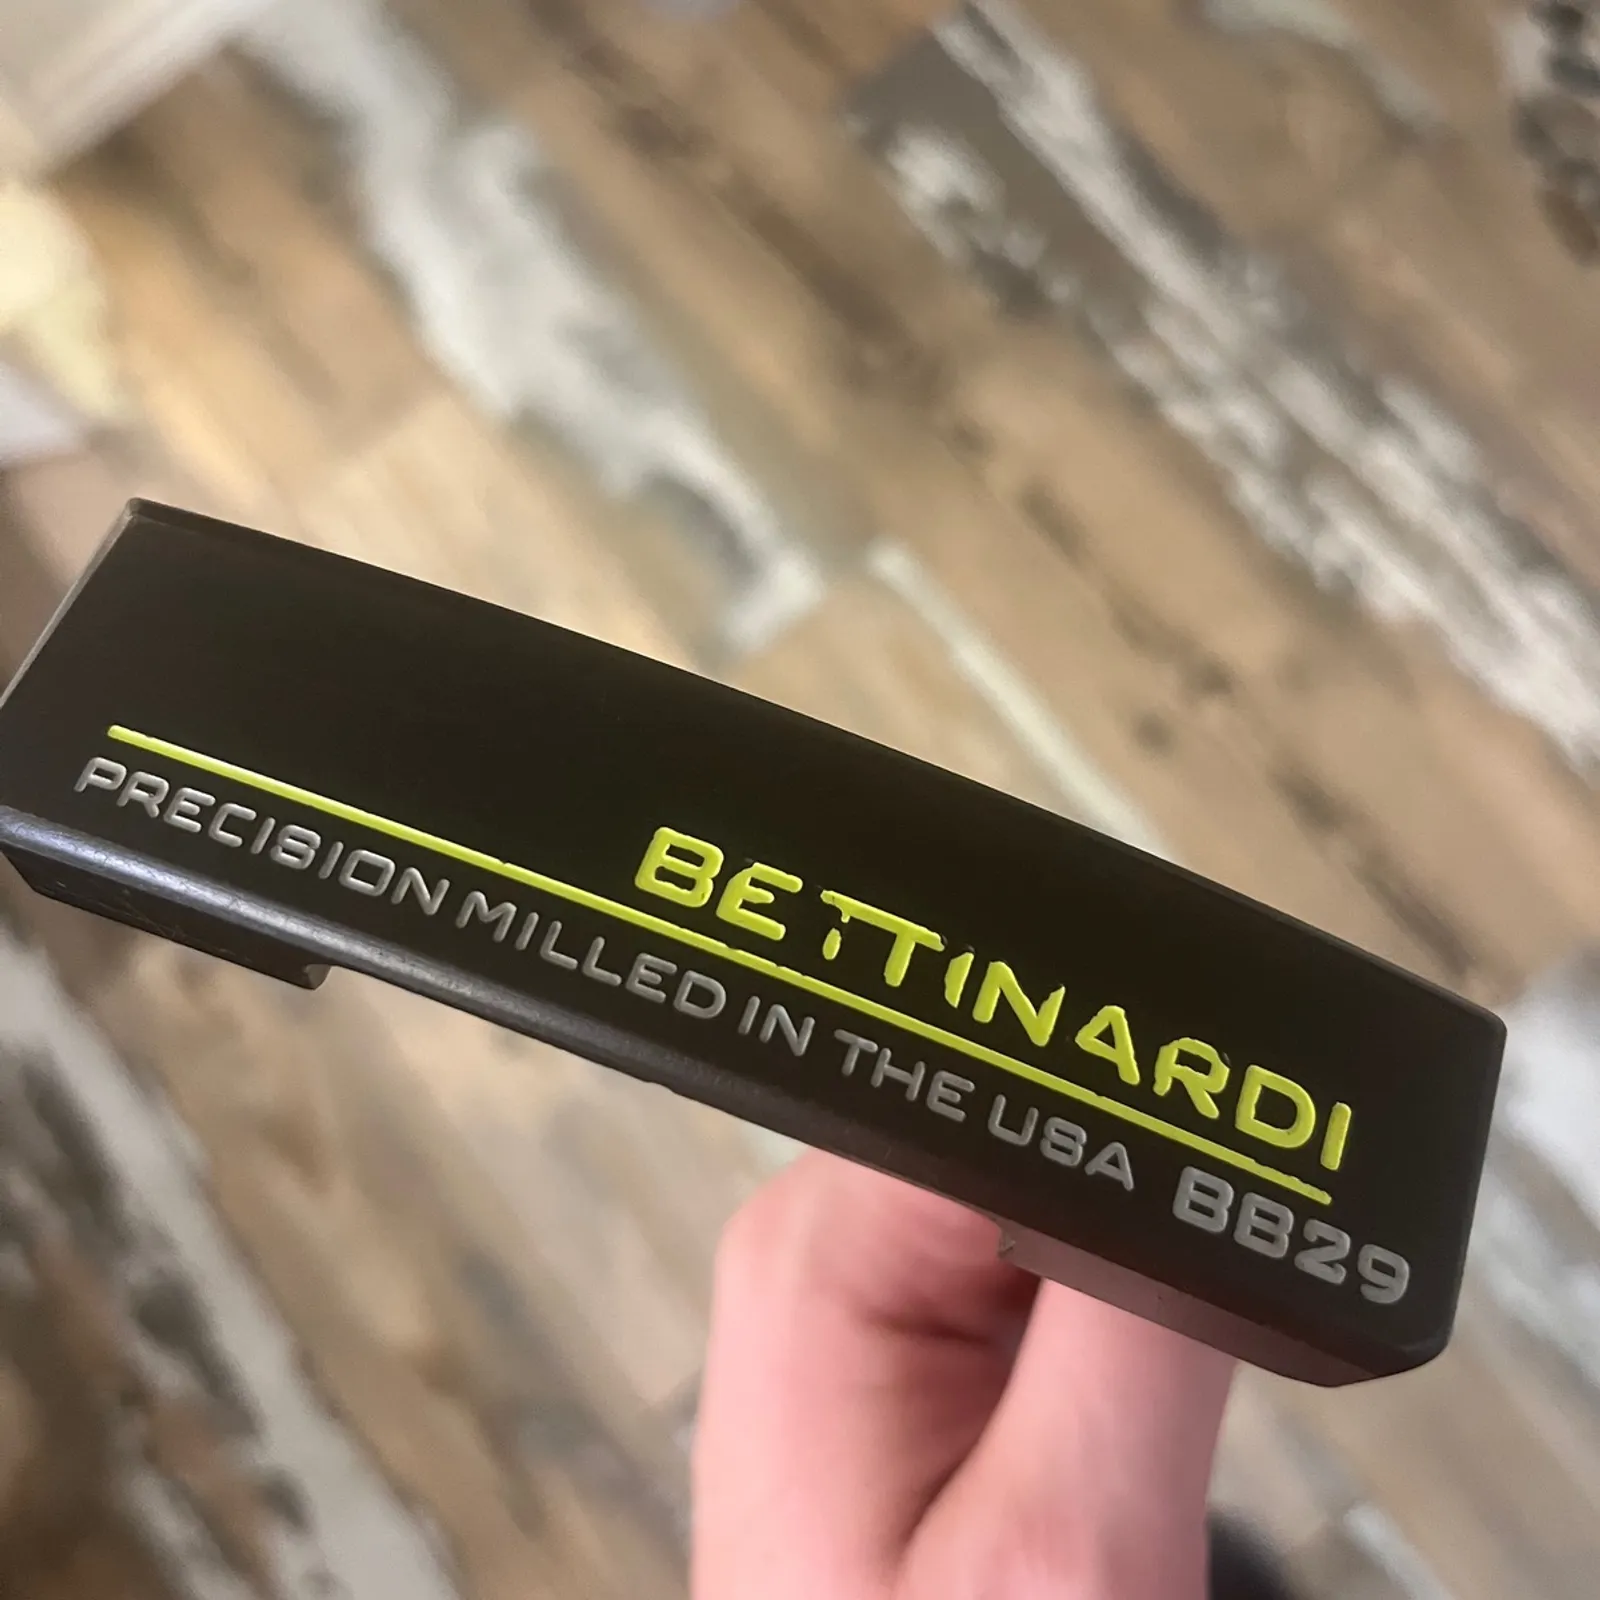 BETTINARDI
PRECISION MILLED IN THE USA BB29